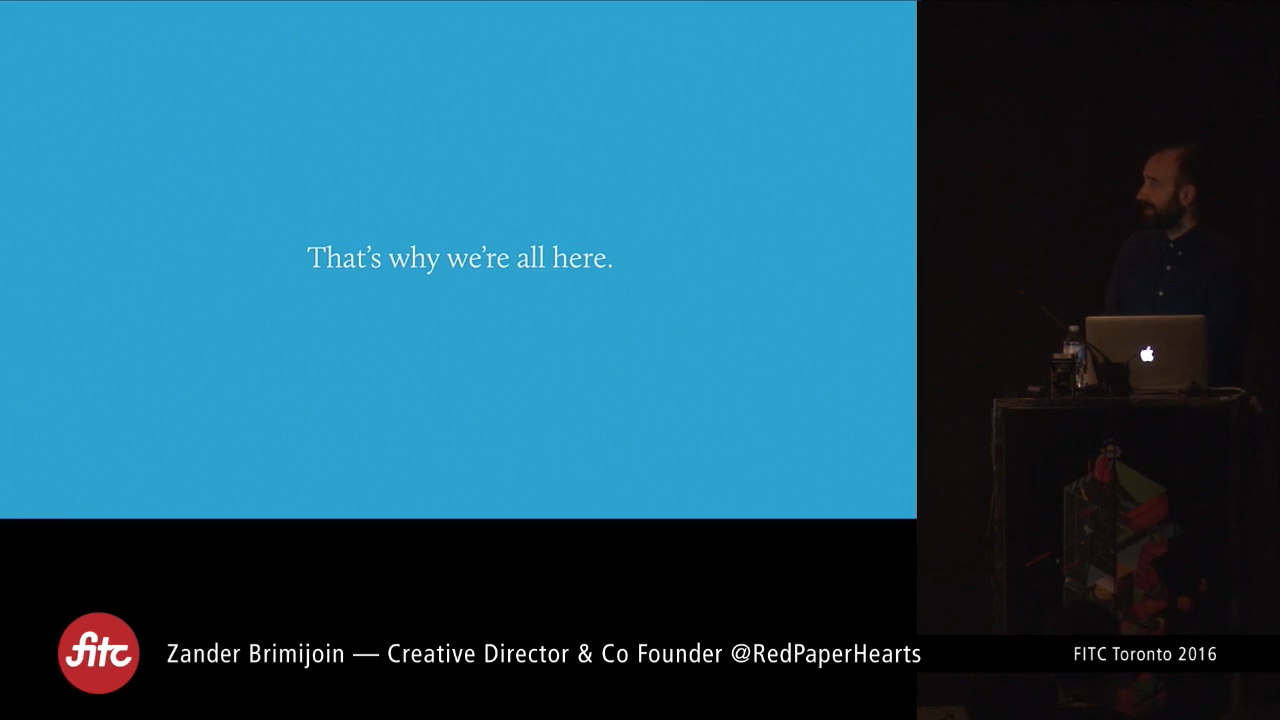 That’s why we’re all here.
fitc
Zander Brimijoin — Creative Director & Co Founder @RedPaperHearts
FITC Toronto 2016